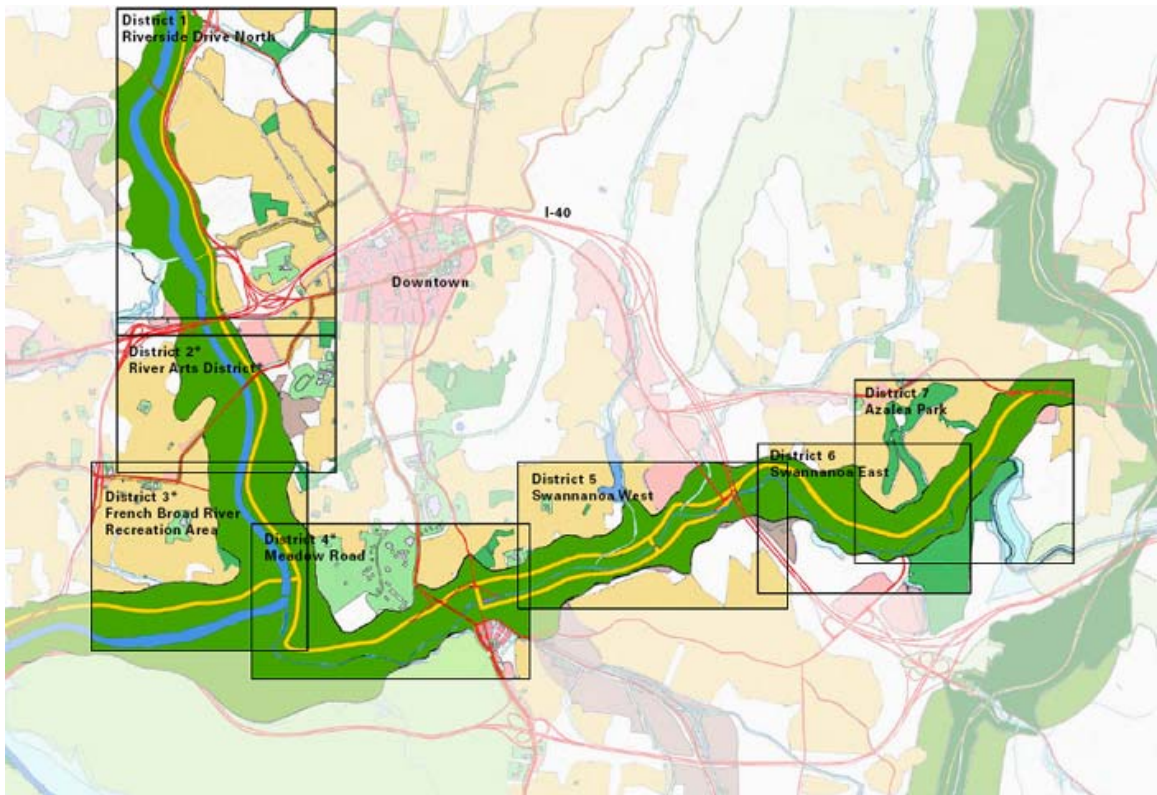 District 1
Riverside Drive North
I-40
Downtown
District 2*
River Arts District*
District 7
Azalea Park
District 6
Swannanoa East
District 5
Swannanoa West
District 3*
French Broad River
Recreation Area
District 4*
Meadow Road